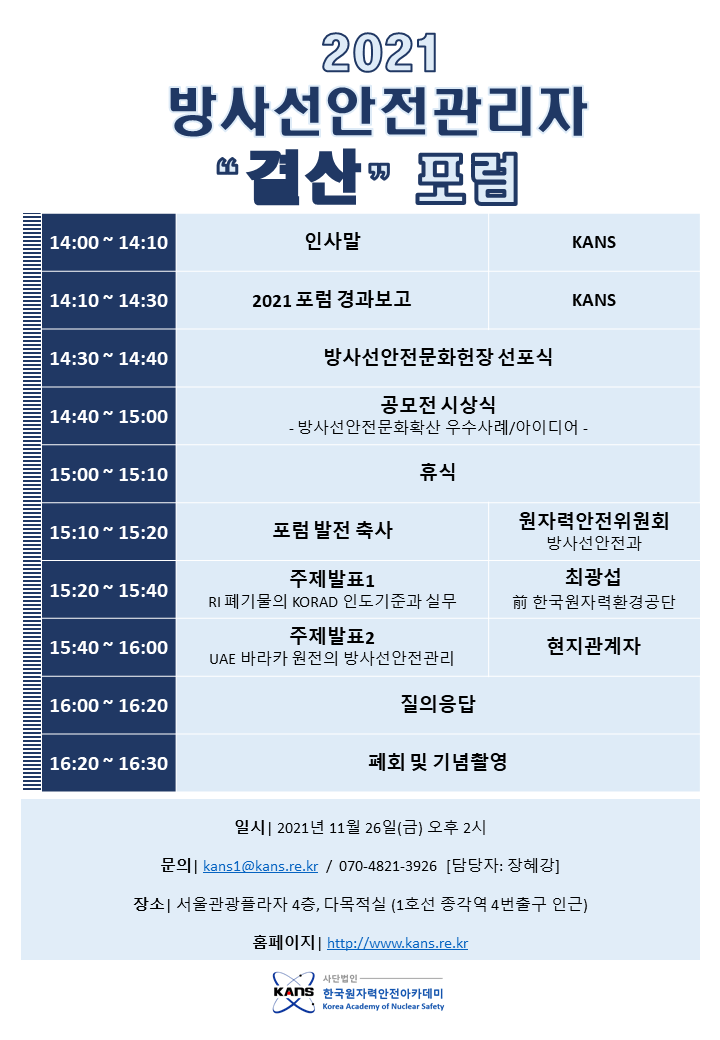 2021
방사선안전관리자
“결산” 포럼
14:00 ~ 14:10 인사말 KANS
14:10 ~ 14:30 2021 포럼 경과보고 KANS
14:30 ~ 14:40 방사선안전문화헌장 선포식
14:40 ~ 15:00 공모전 시상식
- 방사선안전문화확산 우수사례/아이디어 -
15:00 ~ 15:10 휴식
15:10 ~ 15:20 포럼 발전 축사 원자력안전위원회
방사선안전과
15:20 ~ 15:40 주제발표1 최광섭
RI 폐기물의 KORAD 인도기준과 실무 前 한국원자력환경공단
15:40 ~ 16:00 주제발표2 현지관계자
UAE 바라카 원전의 방사선안전관리
16:00 ~ 16:20 질의응답
16:20 ~ 16:30 폐회 및 기념촬영
일시| 2021년 11월 26일(금) 오후 2시
문의| kans1@kans.re.kr / 070-4821-3926 [담당자: 장혜강]
장소| 서울관광플라자 4층, 다목적실 (1호선 종각역 4번출구 인근)
홈페이지| http://www.kans.re.kr
KANS
사단법인
한국원자력안전아카데미
Korea Academy of Nuclear Safety